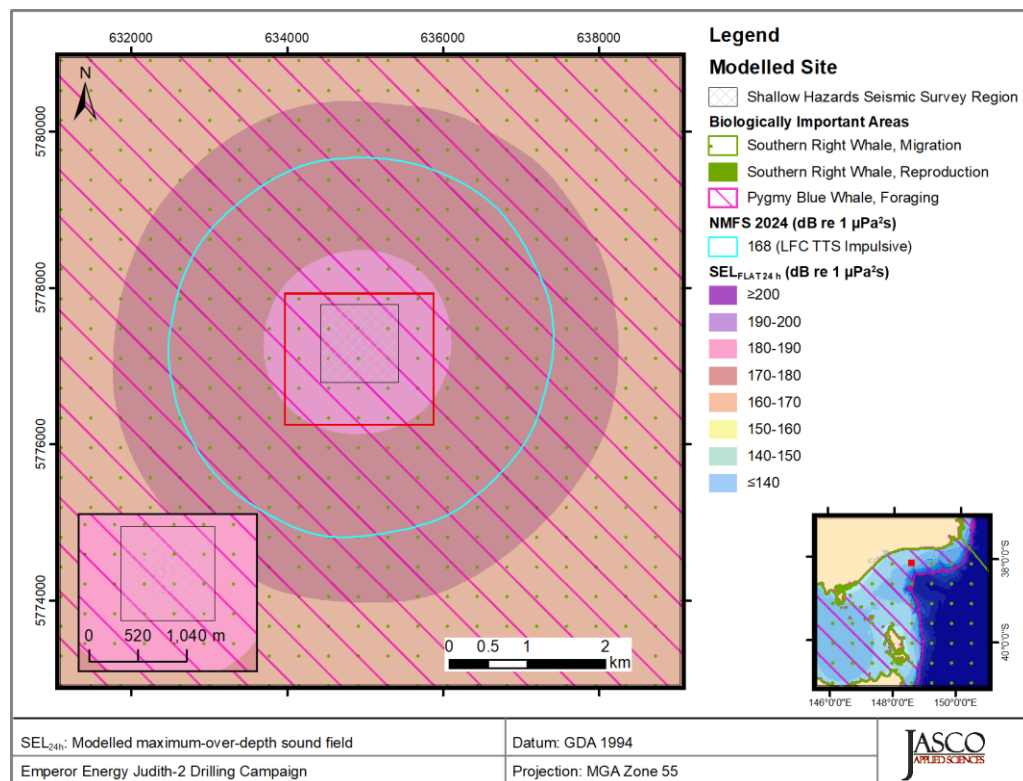 632000 634000 636000 638000
N
5780000
5778000
5776000
5774000
0 520 1,040 m
0 0.5 1 2
km
Legend
Modelled Site
Shallow Hazards Seismic Survey Region
Biologically Important Areas
Southern Right Whale, Migration
Southern Right Whale, Reproduction
Pygmy Blue Whale, Foraging
NMFS 2024 (dB re 1 µPa²s)
168 (LFC TTS Impulsive)
SEL_FLAT 24 h (dB re 1 µPa²s)
≥200
190-200
180-190
170-180
160-170
150-160
140-150
≤140
38°0'0"S
40°0'0"S
146°0'0"E 148°0'0"E 150°0'0"E
SEL24h: Modelled maximum-over-depth sound field
Datum: GDA 1994
Emperor Energy Judith-2 Drilling Campaign
Projection: MGA Zone 55
JASCO
APPLIED SCIENCES